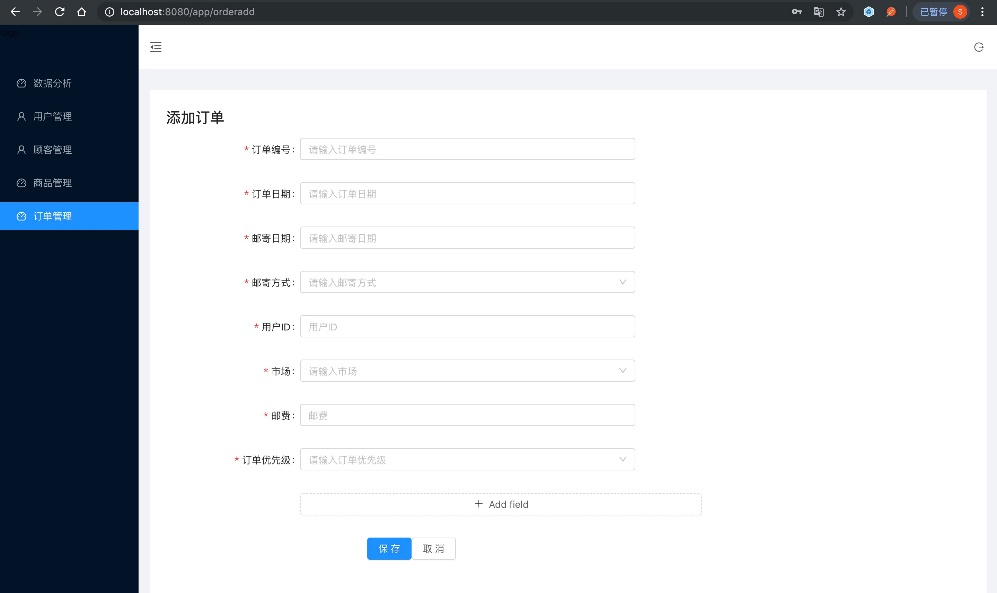 localhost:8080/app/orderadd
已暂停
S
数据分析
用户管理
顾客管理
商品管理
订单管理
添加订单
* 订单编号: 请输入订单编号
* 订单日期: 请输入订单日期
* 邮寄日期: 请输入邮寄日期
* 邮寄方式: 请输入邮寄方式
* 用户ID: 用户ID
* 市场: 请输入市场
* 邮费: 邮费
* 订单优先级: 请输入订单优先级
+ Add field
保 存
取 消